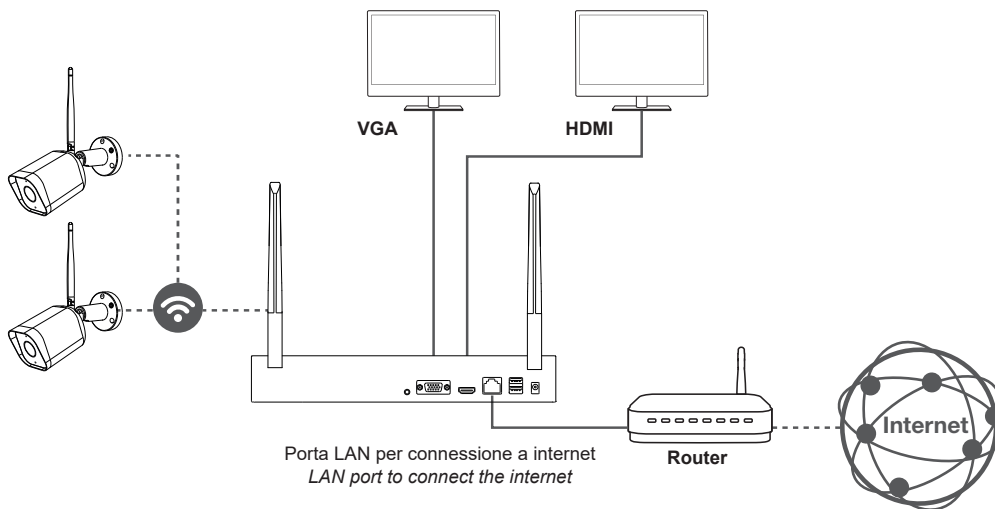 VGA
HDMI
Internet
Porta LAN per connessione a internet
LAN port to connect the internet
Router